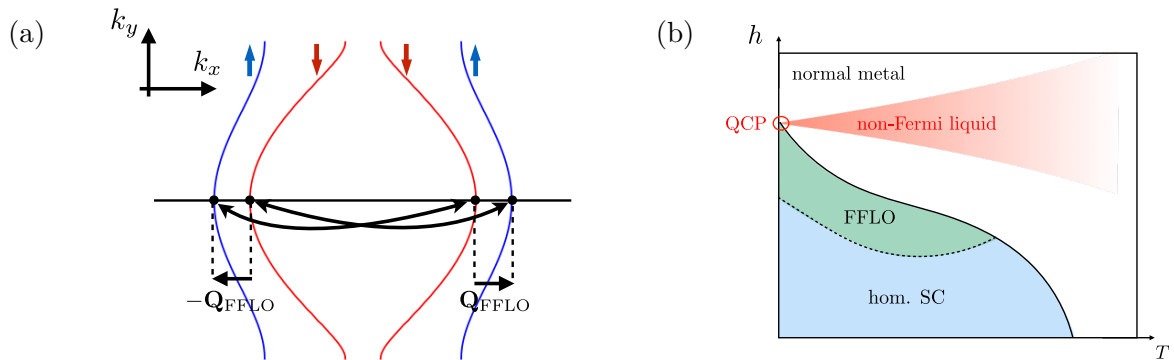 (a)
k_y
k_x
−Q_FFLO
Q_FFLO
(b)
h
normal metal
QCP
non-Fermi liquid
FFLO
hom. SC
T